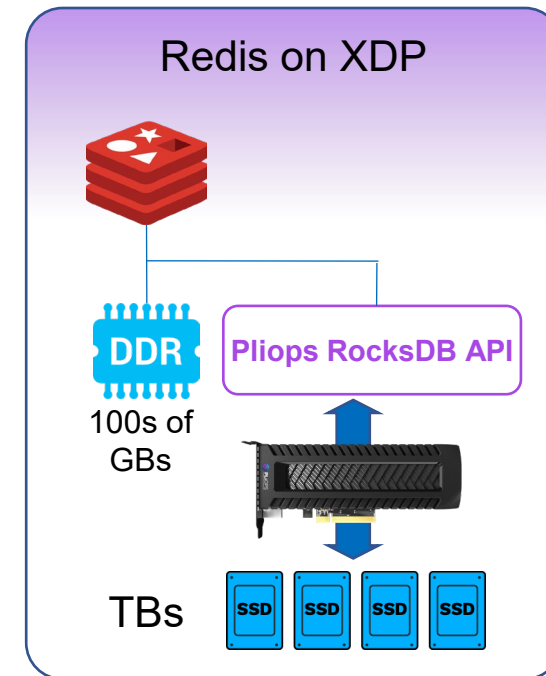 Redis on XDP
DDR
Pliops RocksDB API
100s of
GBs
TBs
SSD
SSD
SSD
SSD